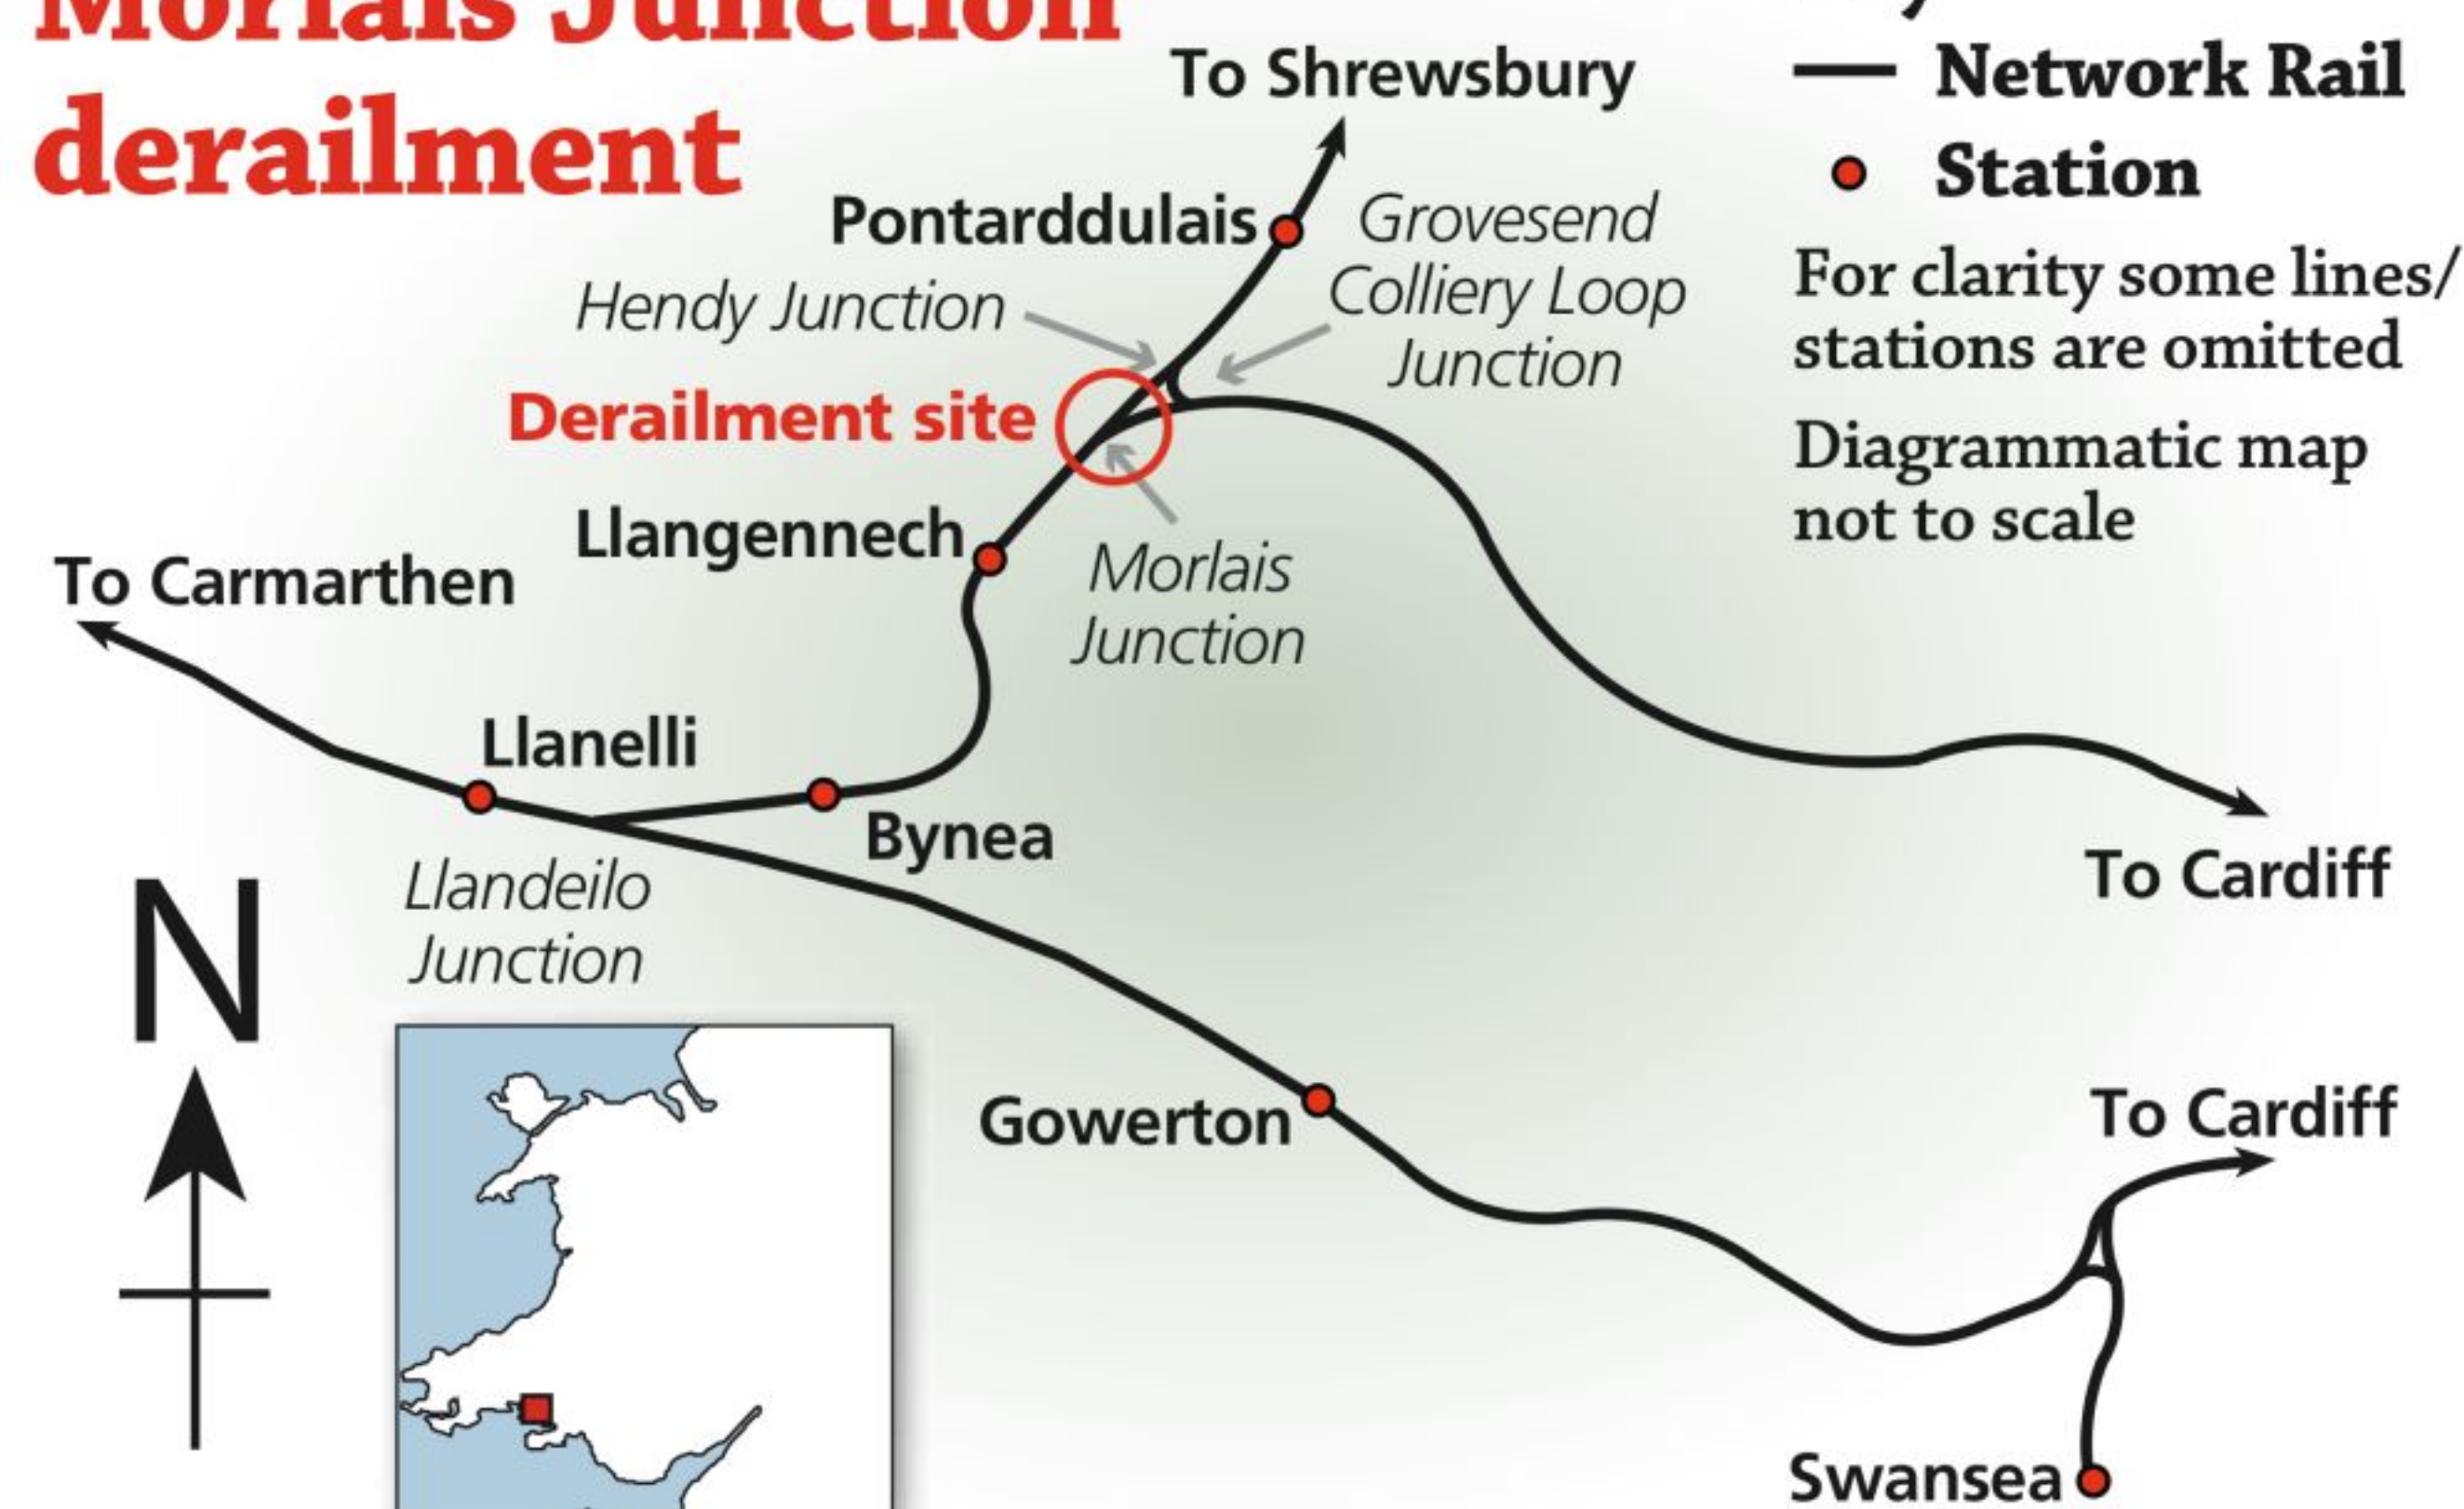 Morlais Junction
derailment
To Shrewsbury
Network Rail
Station
For clarity some lines/
stations are omitted
Diagrammatic map
not to scale
Pontarddulais
Grovesend
Colliery Loop
Junction
Hendy Junction
Derailment site
Llangennech
Morlais
Junction
To Carmarthen
Llanelli
Bynea
Llandeilo
Junction
To Cardiff
N
Gowerton
To Cardiff
Swansea